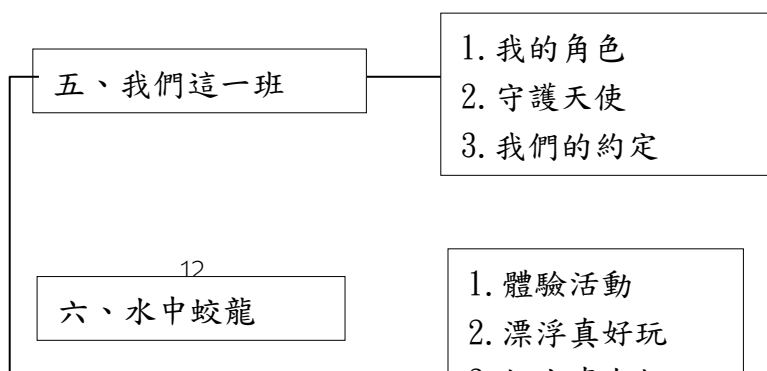 五、我們這一班
1.我的角色
2.守護天使
3.我們的約定
12
六、水中蛟龍
1.體驗活動
2.漂浮真好玩